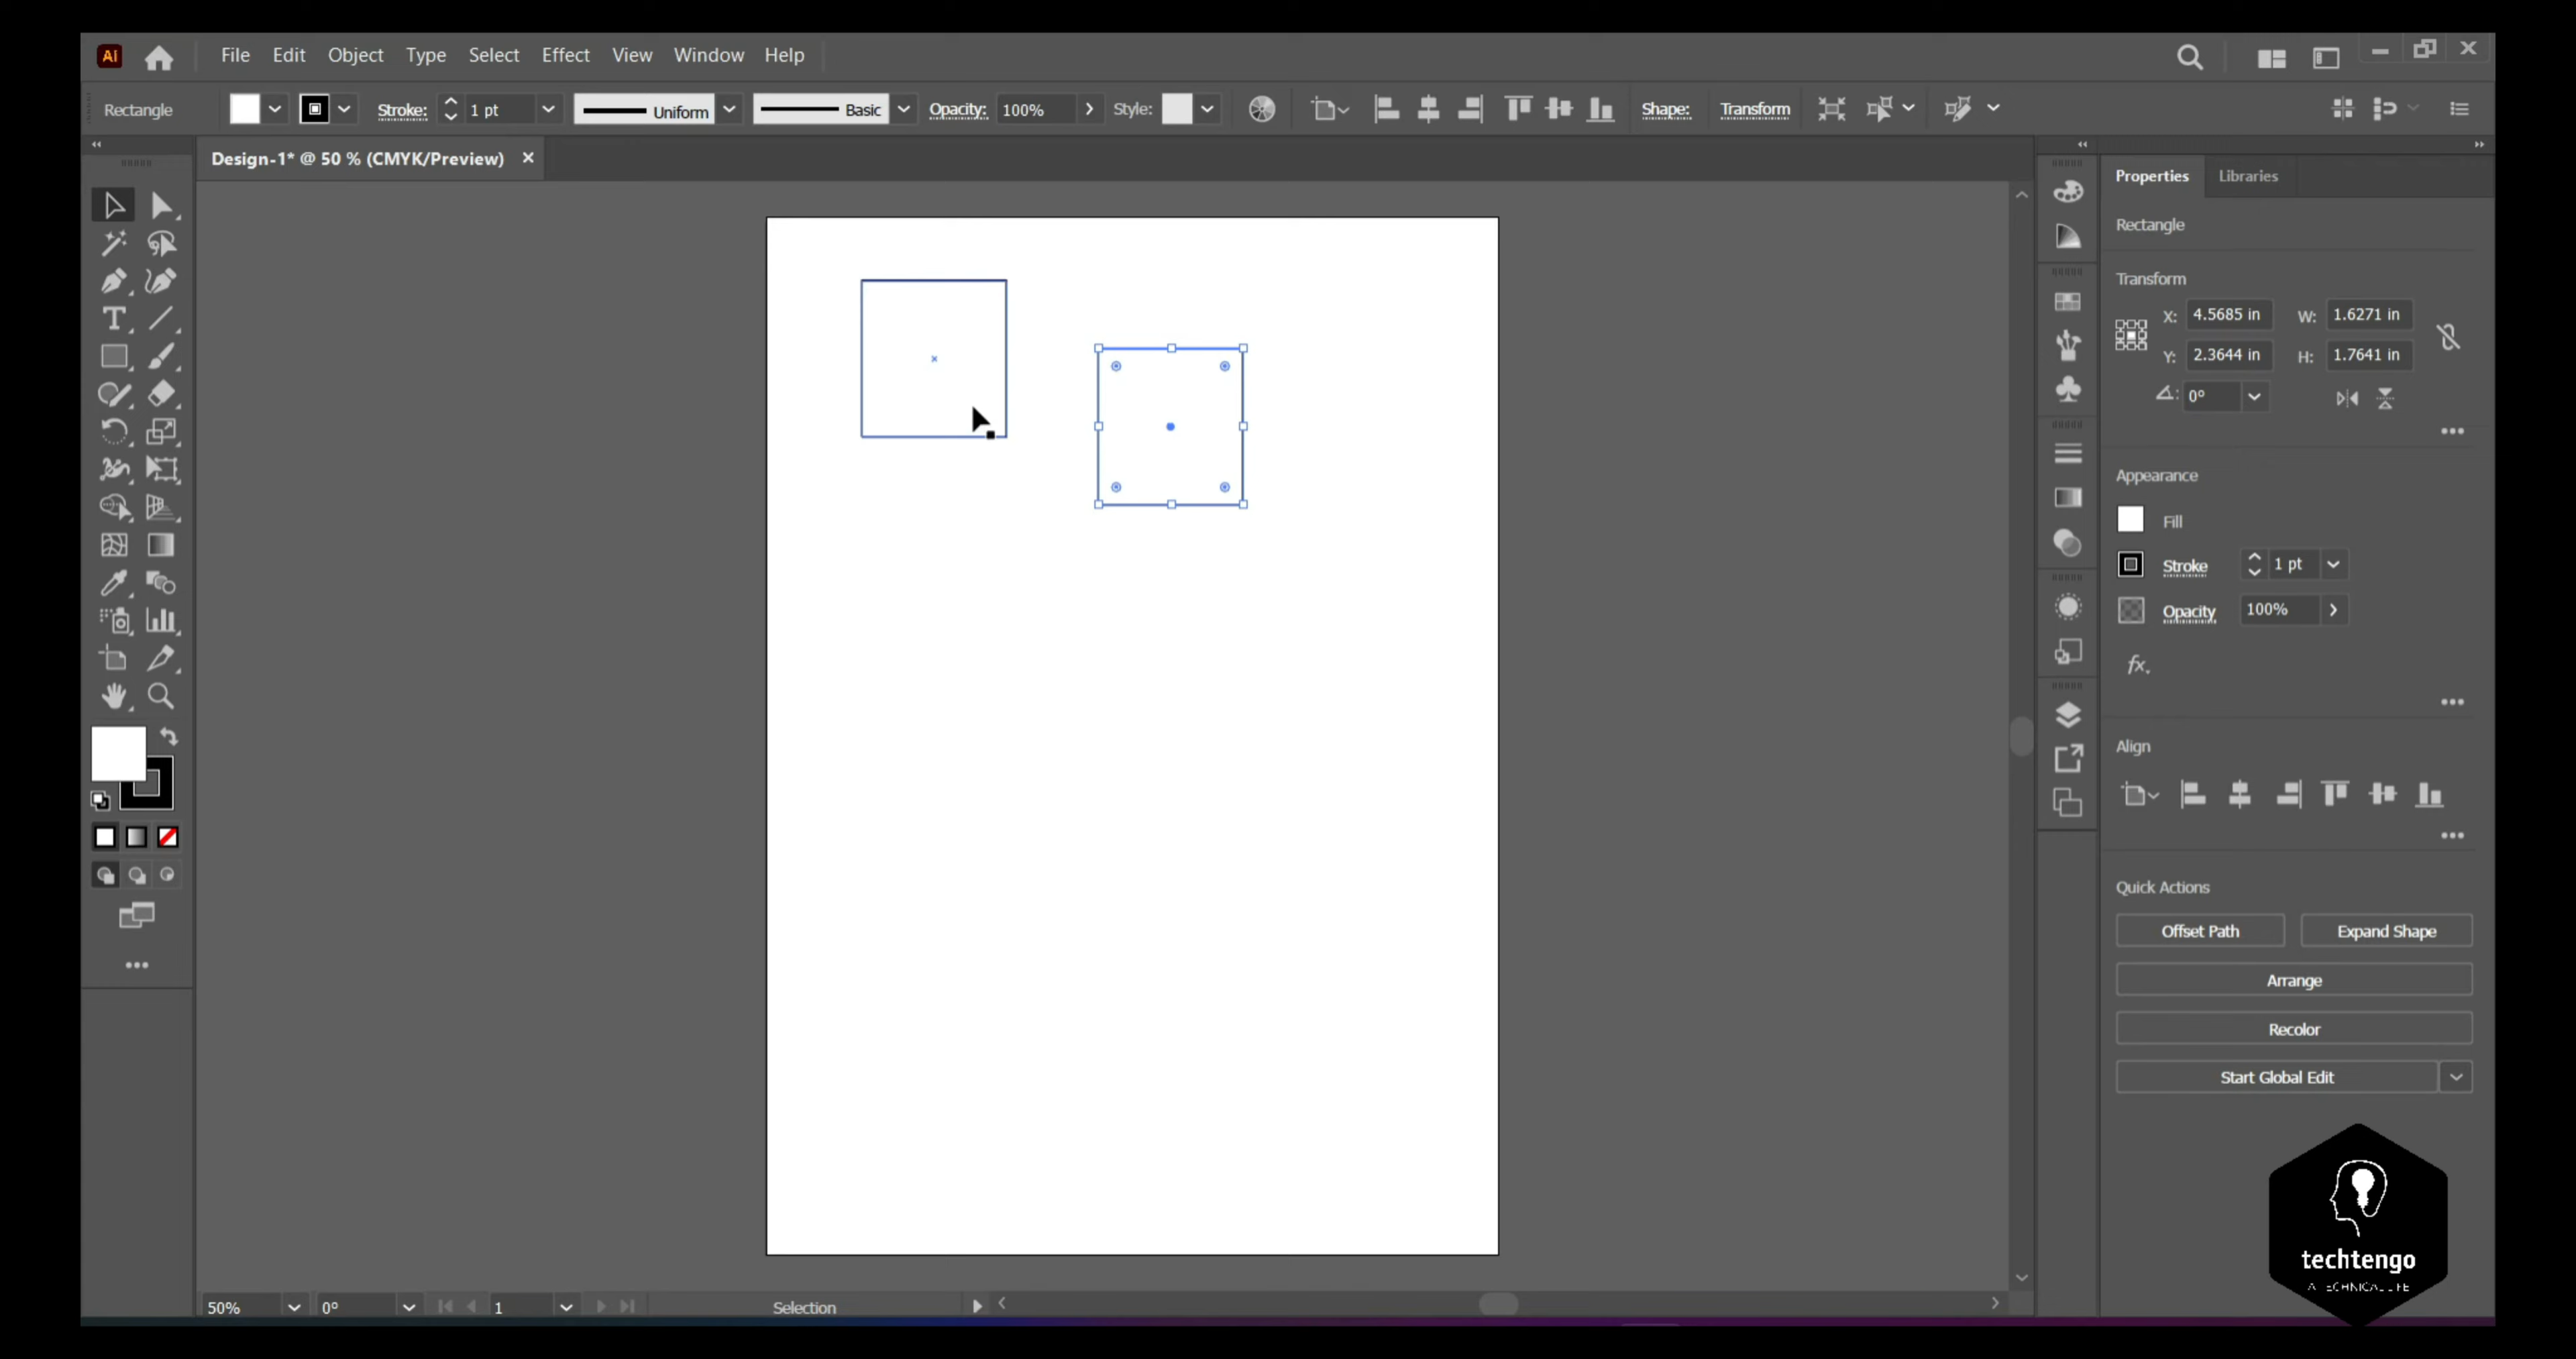 Ai File Edit Object Type Select Effect View Window Help
Rectangle Stroke: 1 pt Uniform Basic Opacity: 100% Style: Shape: Transform
Design-1* @ 50 % (CMYK/Preview) ×
Properties Libraries
Rectangle
Transform
X: 4.5685 in W: 1.6271 in
Y: 2.3644 in H: 1.7641 in
0°
Appearance
Fill
Stroke 1 pt
Opacity 100%
fx.
Align
Quick Actions
Offset Path Expand Shape
Arrange
Recolor
Start Global Edit
techtengo
50% 0° 1 Selection